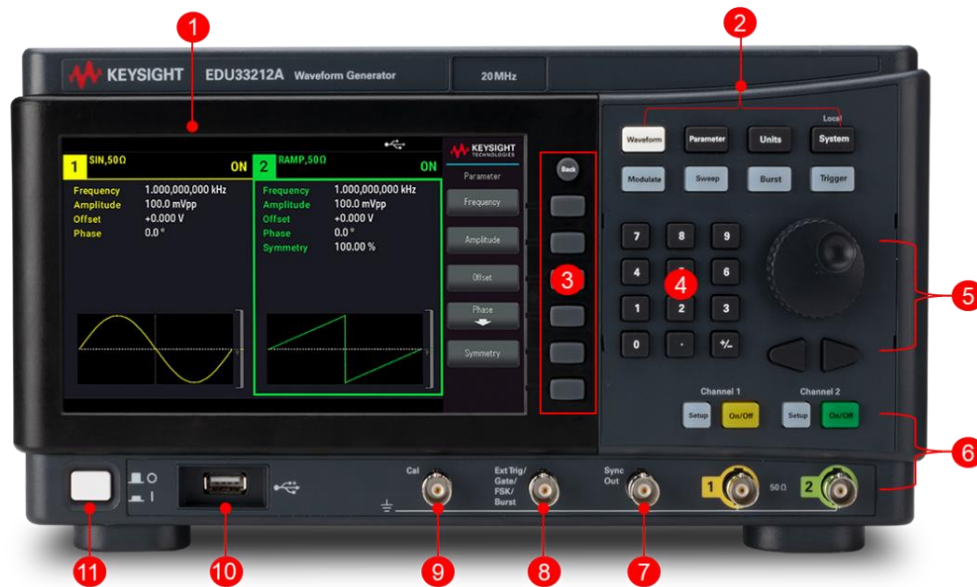 1
2
KEYSIGHT EDU33212A Waveform Generator 20 MHz
Local
Waveform Parameter Units System
Modulate Sweep Burst Trigger
1 SIN,50Ω ON
Frequency 1.000,000,000 kHz
Amplitude 100.0 mVpp
Offset +0.000 V
Phase 0.0 °
2 RAMP,50Ω ON
Frequency 1.000,000,000 kHz
Amplitude 100.0 mVpp
Offset +0.000 V
Phase 0.0 °
Symmetry 100.00 %
KEYSIGHT
TECHNOLOGIES
Parameter
Frequency
Amplitude
Offset
Phase
Symmetry
Back
3
7 8 9
4 6
4
1 2 3
0 . +/-
5
Channel 1 Channel 2
Setup On/Off Setup On/Off
6
O
I
Cal
Ext Trig/
Gate/
FSK/
Burst
Sync
Out
1 50 Ω 2
11 10 9 8 7